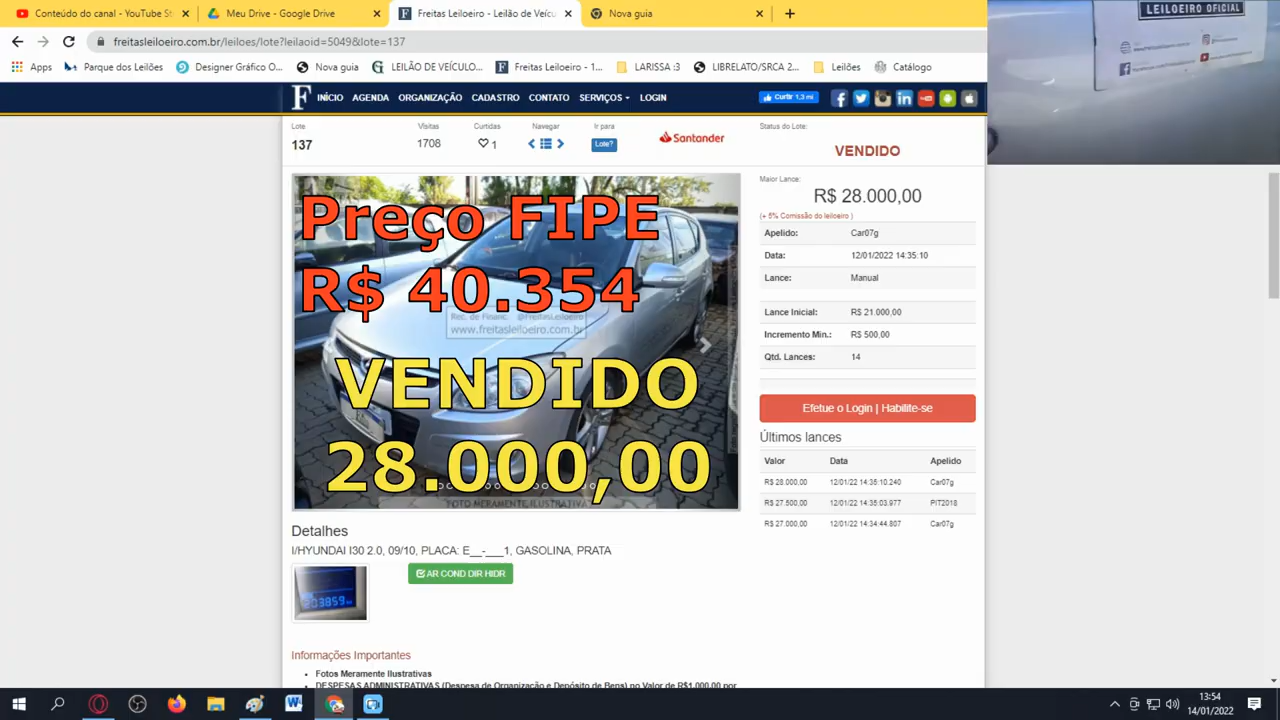 Conteúdo do canal - YouTube St
Meu Drive - Google Drive
Freitas Leiloeiro - Leilão de Veícu
Nova guia
freitasleiloeiro.com.br/leiloes/lote?leilaoid=5049&lote=137
Apps
Parque dos Leilões
Designer Gráfico O...
Nova guia
LEILÃO DE VEÍCULO...
Freitas Leiloeiro - 1...
LARISSA :3
LIBRELATO/SRCA 2...
Leilões
Catálogo
LEILOEIRO OFICIAL
F INÍCIO AGENDA ORGANIZAÇÃO CADASTRO CONTATO SERVIÇOS LOGIN
Curtir 1,3 mi
Lote
137
Visitas
1708
Curtidas
1
Navegar
Ir para
Lote?
Santander
Status do Lote:
VENDIDO
Maior Lance:
R$ 28.000,00
(+ 5% Comissão do leiloeiro )
Apelido: Car07g
Data: 12/01/2022 14:35:10
Lance: Manual
Lance Inicial: R$ 21.000,00
Incremento Min.: R$ 500,00
Qtd. Lances: 14
Efetue o Login | Habilite-se
Últimos lances
Valor Data Apelido
R$ 28.000,00 12/01/22 14:35:10.240 Car07g
R$ 27.500,00 12/01/22 14:35:03.977 PIT2018
R$ 27.000,00 12/01/22 14:34:44.807 Car07g
Preço FIPE
R$ 40.354
Rec. de Financ. @FreitasLeiloeiro
www.freitasleiloeiro.com.br
VENDIDO
28.000,00
FOTO MERAMENTE ILUSTRATIVA
Detalhes
I/HYUNDAI I30 2.0, 09/10, PLACA: E__-___1, GASOLINA, PRATA
203859
AR COND DIR HIDR
Informações Importantes
Fotos Meramente Ilustrativas
DESPESAS ADMINISTRATIVAS (Despesa de Organização e Depósito de Bens) no Valor de R$1.000,00 por
13:54
14/01/2022